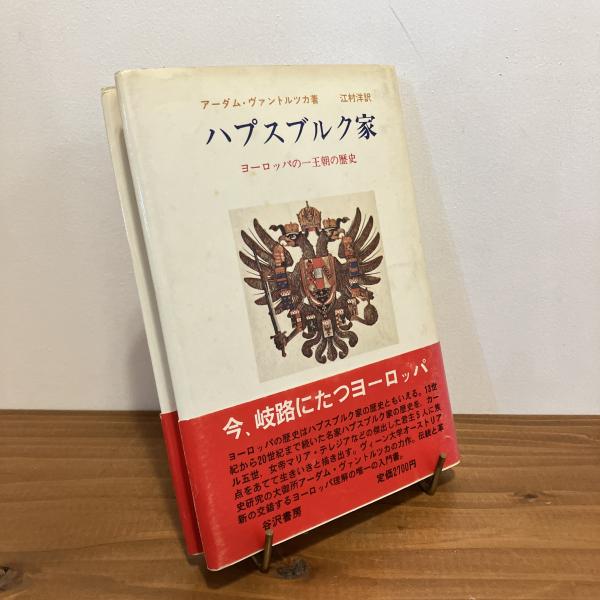 アーダム・ヴァントルツカ著 江村洋訳
ハプスブルク家
ヨーロッパの一王朝の歴史
今、岐路にたつヨーロッパ
ヨーロッパの歴史はハプスブルク家の歴史ともいえる。13世
紀から20世紀まで続いた名家ハプスブルク家の歴史を、カー
ル五世、女帝マリア・テレジアなどの傑出した君主5人に焦
点をあてて生きいきと描き出す。ヴィーン大学オーストリア
史研究の大御所アーダム・ヴァントルツカの力作。伝統と革
新の交錯するヨーロッパ理解の唯一の入門書。
定価2700円
谷沢書房